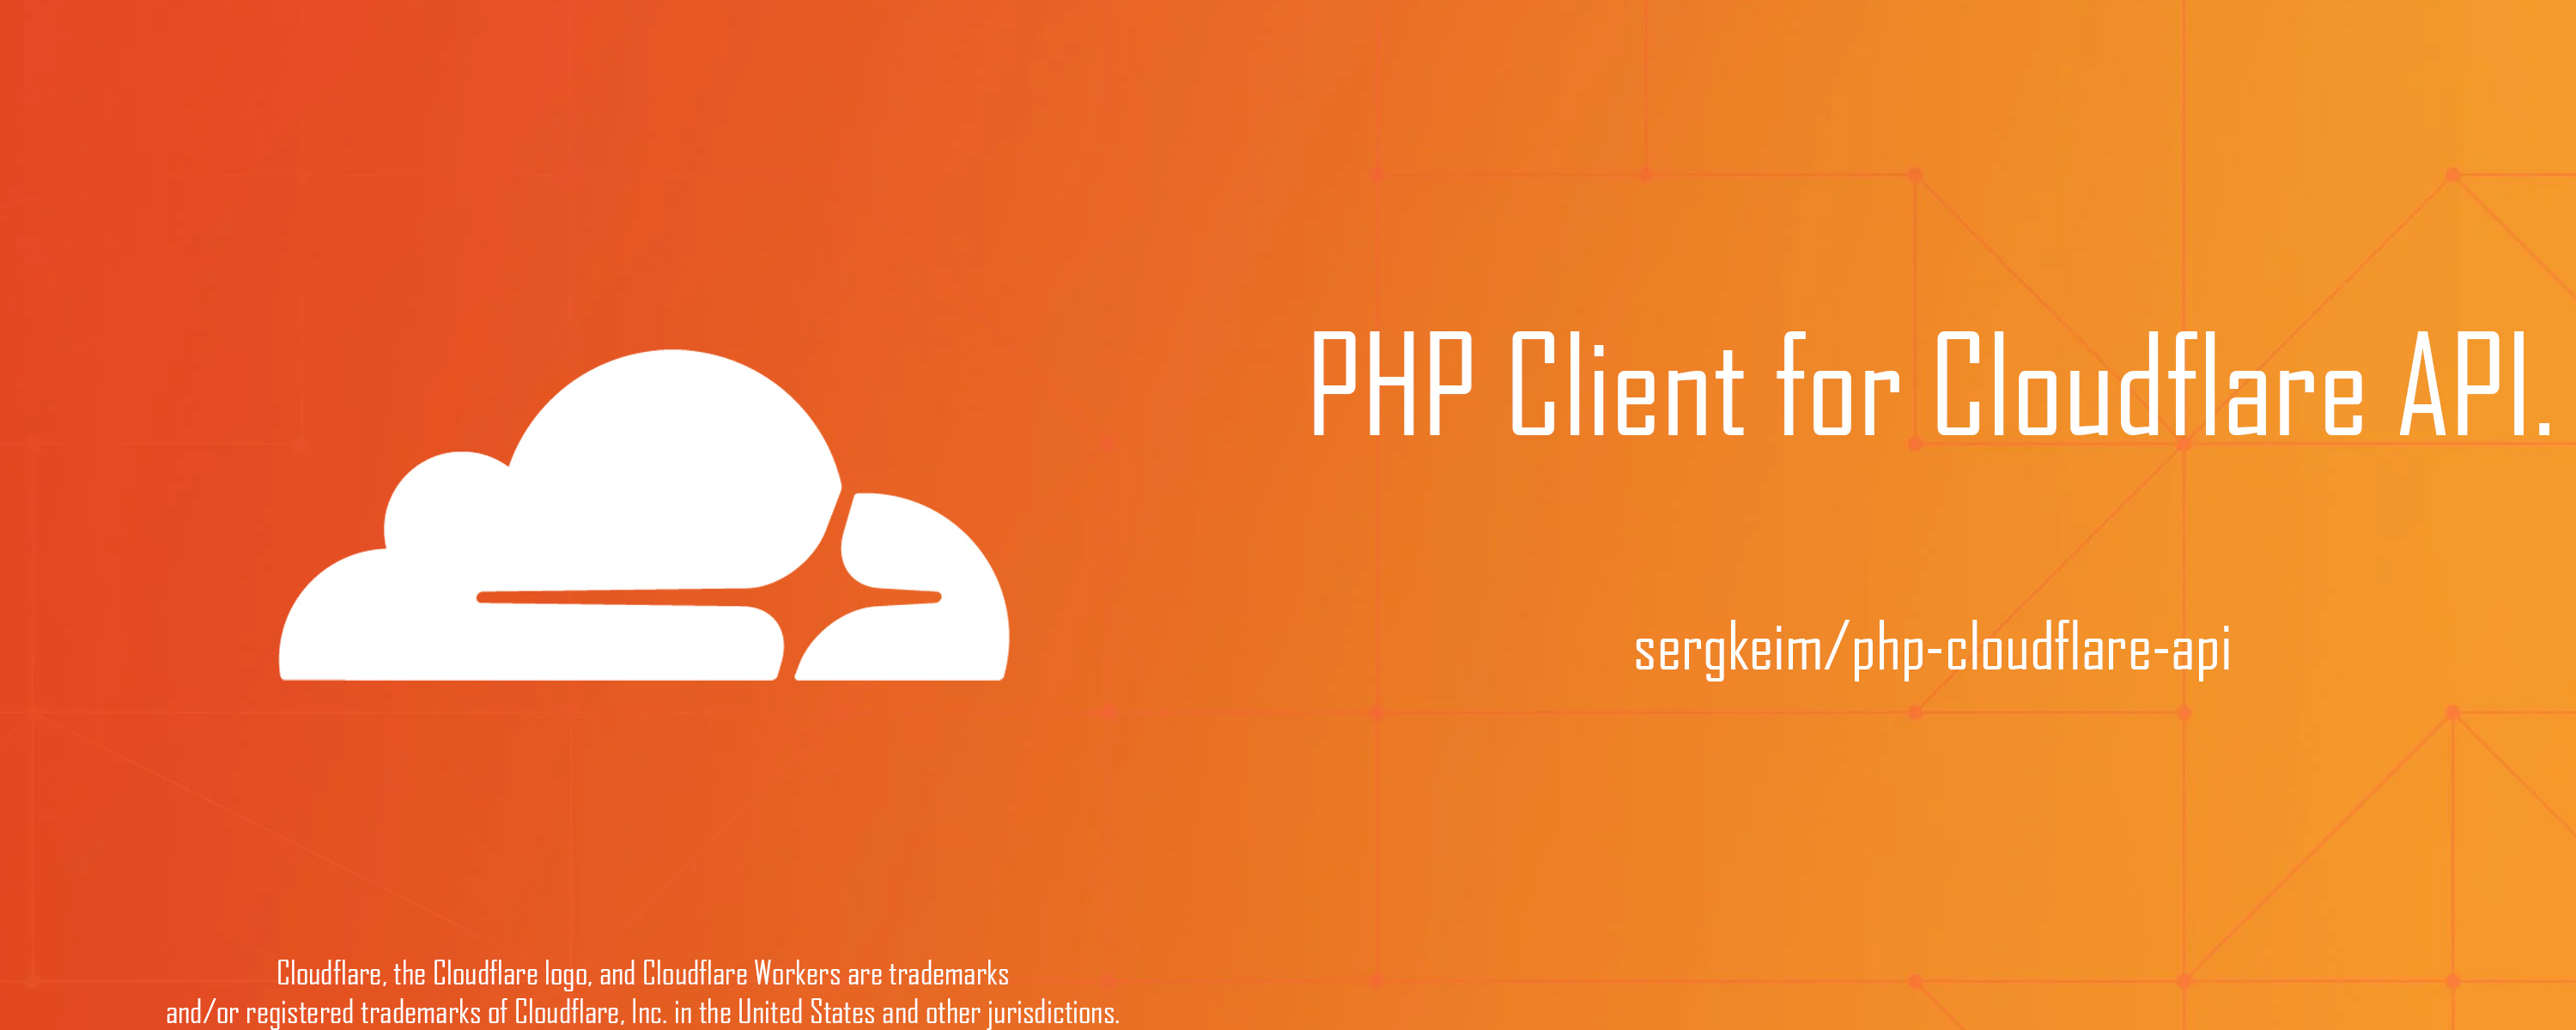 PHP Client for Cloudflare API.
sergkeim/php-cloudflare-api
Cloudflare, the Cloudflare logo, and Cloudflare Workers are trademarks
and/or registered trademarks of Cloudflare, Inc. in the United States and other jurisdictions.